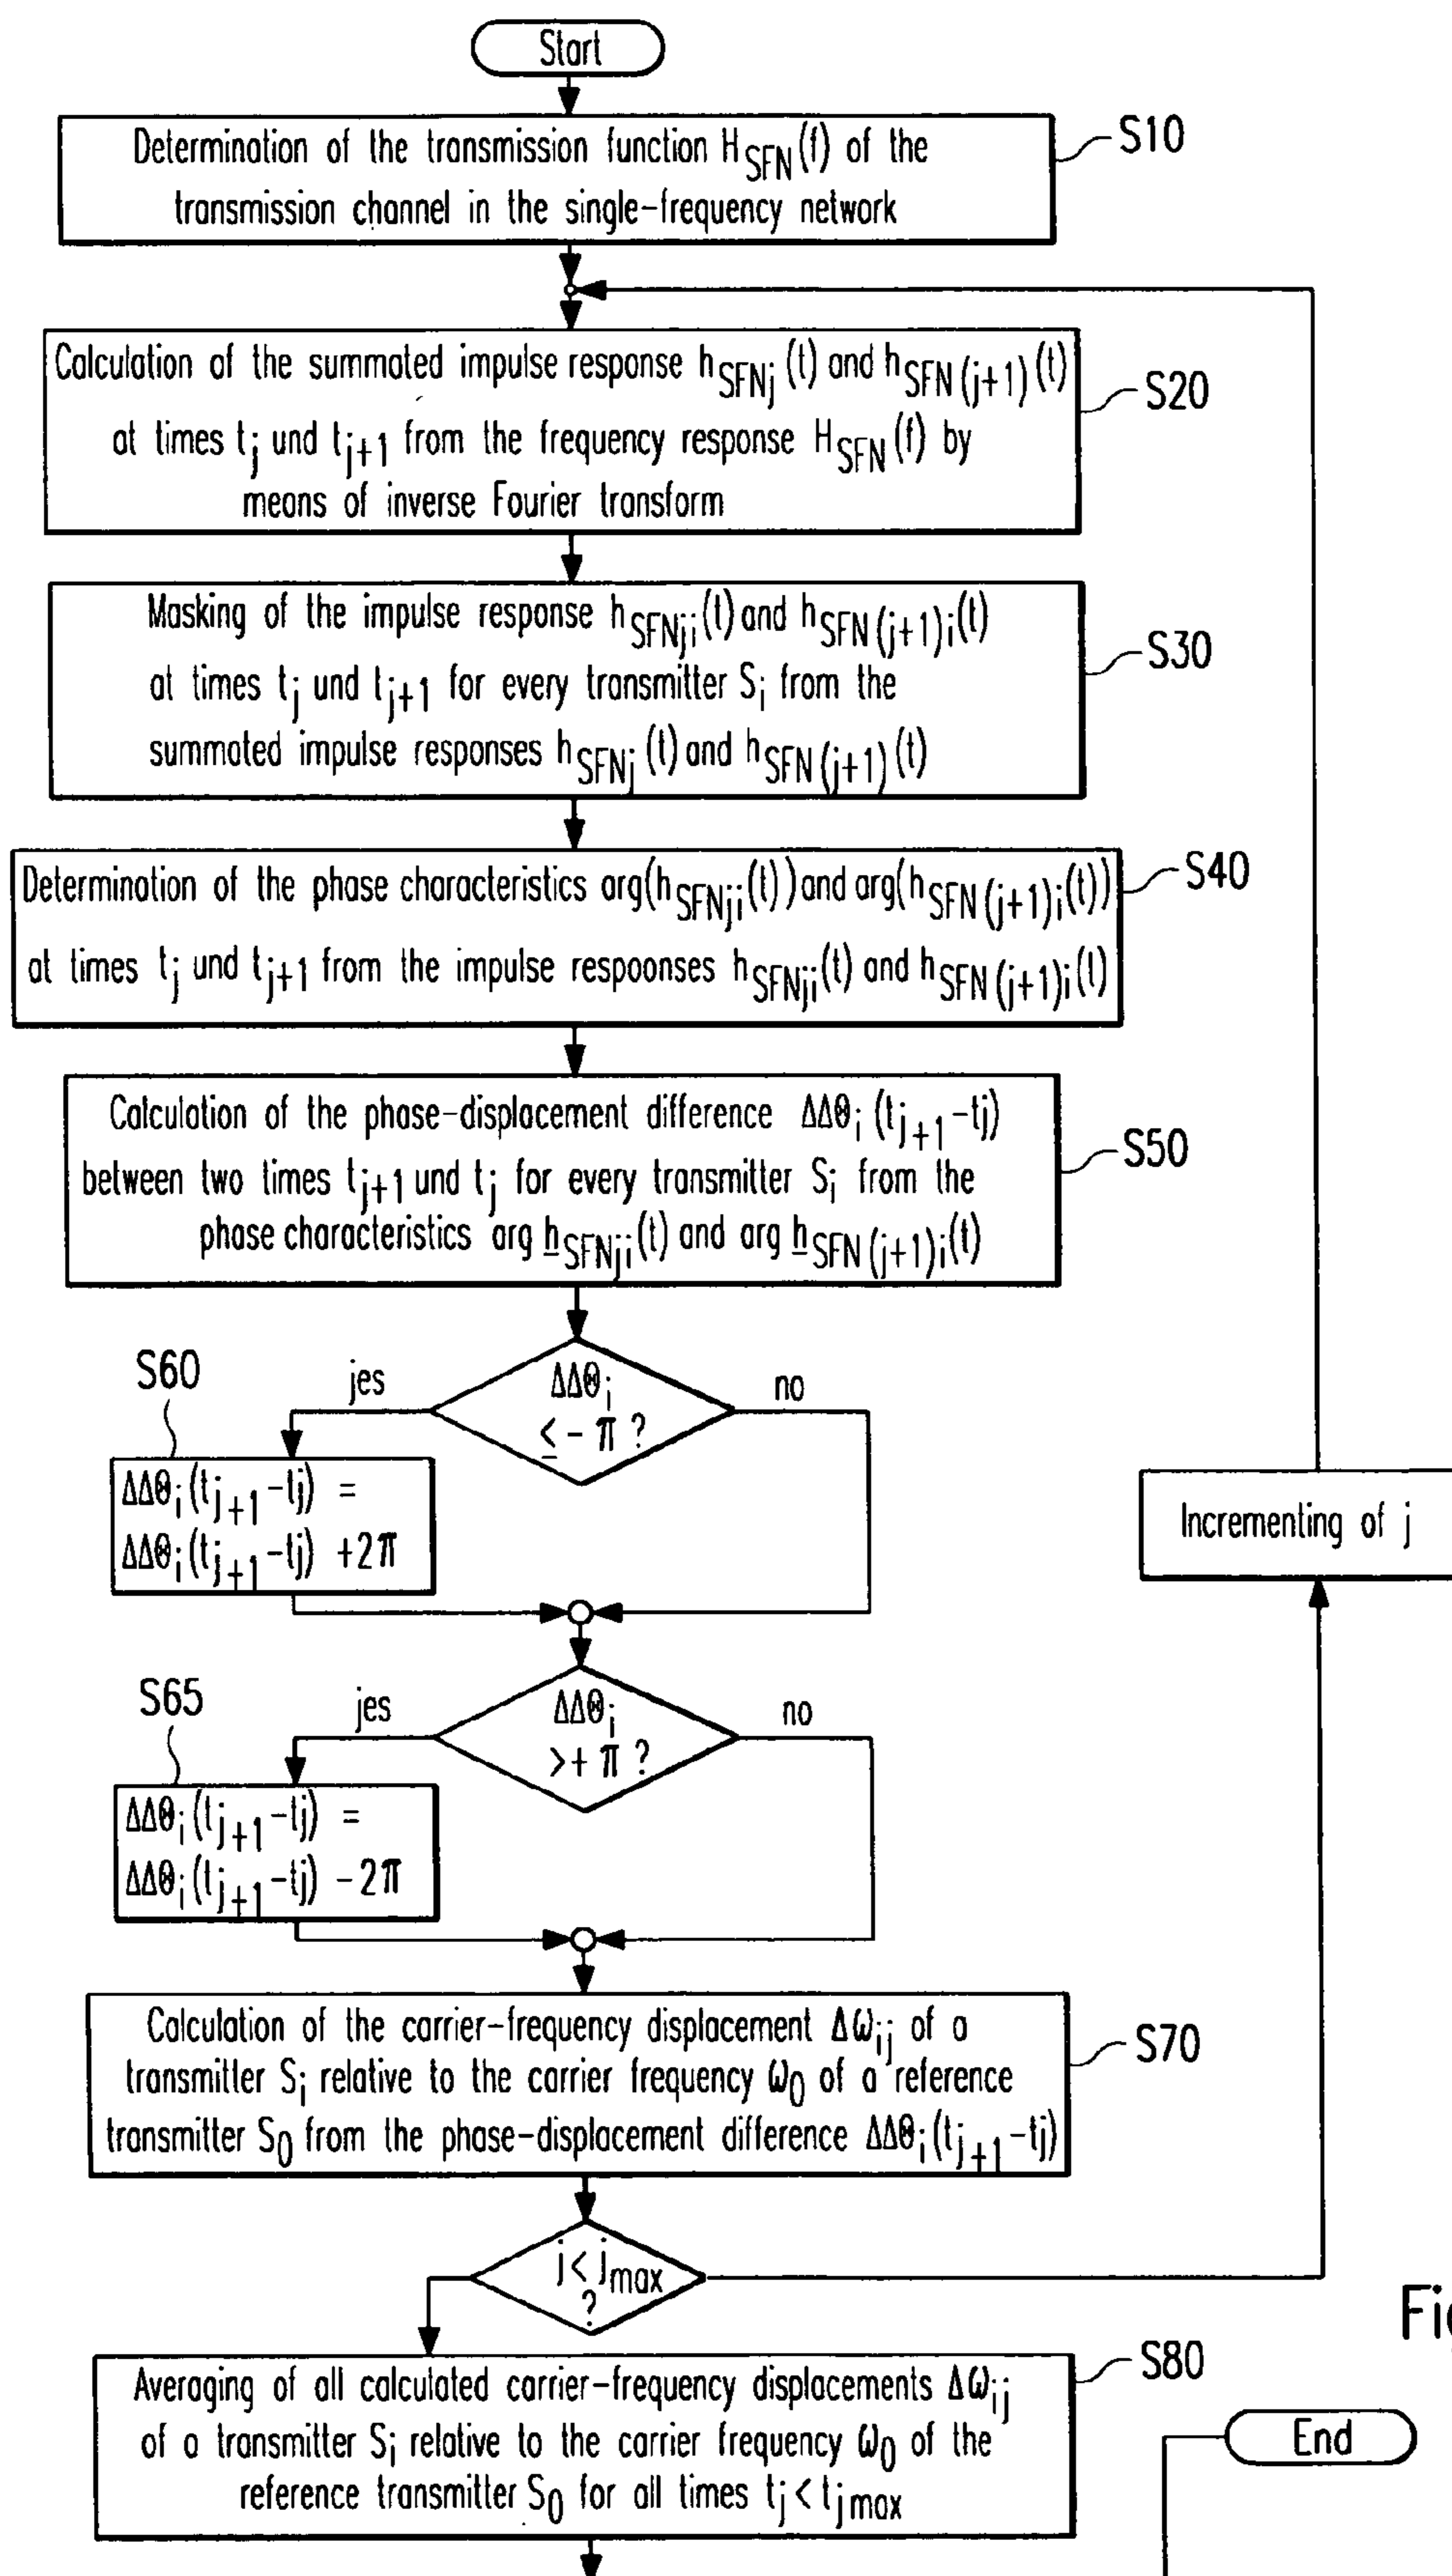 Start
Determination of the transmission function H_SFN(f) of the
transmission channel in the single-frequency network
S10
Calculation of the summated impulse response h_SFNj(t) and h_SFN(j+1)(t)
at times t_j und t_j+1 from the frequency response H_SFN(f) by
means of inverse Fourier transform
S20
Masking of the impulse response h_SFNji(t) and h_SFN(j+1)i(t)
at times t_j und t_j+1 for every transmitter S_i from the
summated impulse responses h_SFNj(t) and h_SFN(j+1)(t)
S30
Determination of the phase characteristics arg(h_SFNji(t)) and arg(h_SFN(j+1)i(t))
at times t_j und t_j+1 from the impulse respoonses h_SFNji(t) and h_SFN(j+1)i(t)
S40
Calculation of the phase-displacement difference ΔΔΘ_i(t_j+1-tj)
between two times t_j+1 und t_j for every transmitter S_i from the
phase characteristics arg h_SFNji(t) and arg h_SFN(j+1)i(t)
S50
ΔΔΘ_i
≤ - π ?
jes
no
S60
ΔΔΘ_i(t_j+1-tj) =
ΔΔΘ_i(t_j+1-tj) +2π
Incrementing of j
ΔΔΘ_i
>+ π ?
jes
no
S65
ΔΔΘ_i(t_j+1-tj) =
ΔΔΘ_i(t_j+1-tj) -2π
Calculation of the carrier-frequency displacement Δω_ij of a
transmitter S_i relative to the carrier frequency ω_0 of a reference
transmitter S_0 from the phase-displacement difference ΔΔΘ_i(t_j+1-tj)
S70
j< j_max
?
Averaging of all calculated carrier-frequency displacements Δω_ij
of a transmitter S_i relative to the carrier frequency ω_0 of the
reference transmitter S_0 for all times t_j < t_jmax
S80
End